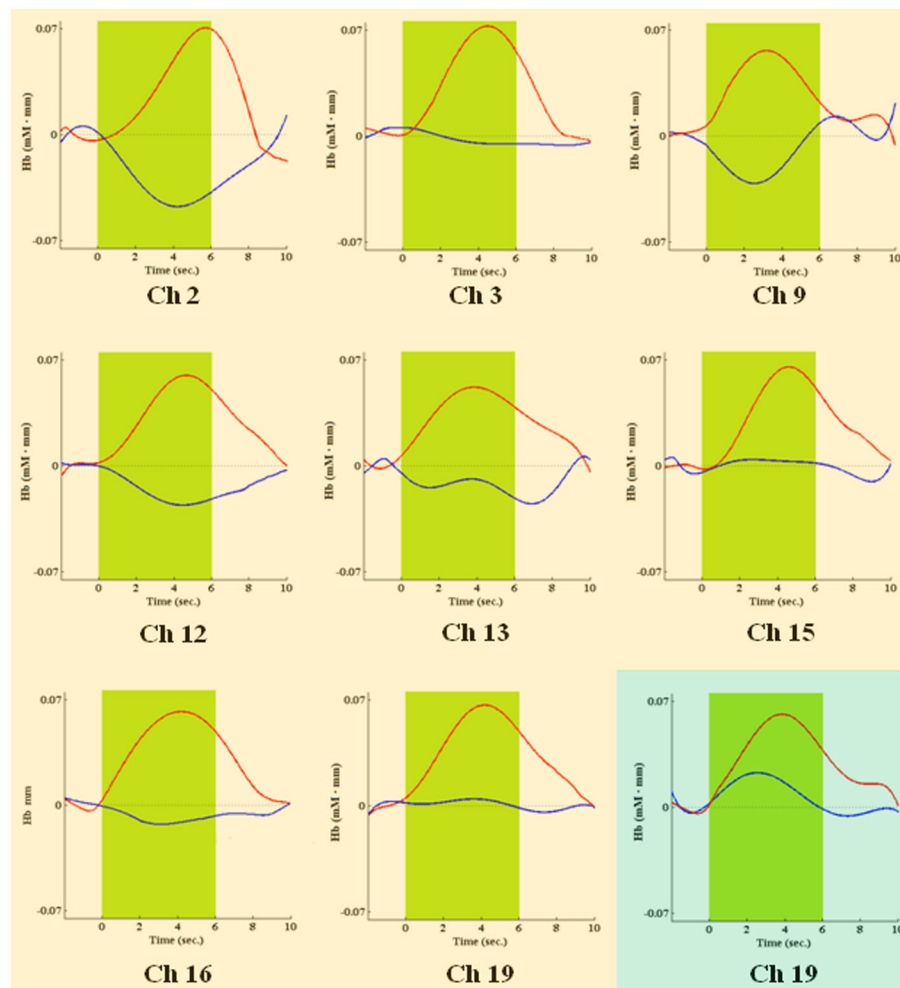 0.07
0
-0.07
Hb (mM · mm)
0 2 4 6 8 10
Time (sec.)
Ch 2
0.07
0
-0.07
Hb (mM · mm)
0 2 4 6 8 10
Time (sec.)
Ch 3
0.07
0
-0.07
Hb (mM · mm)
0 2 4 6 8 10
Time (sec.)
Ch 9
0.07
0
-0.07
Hb (mM · mm)
0 2 4 6 8 10
Time (sec.)
Ch 12
0.07
0
-0.07
Hb (mM · mm)
0 2 4 6 8 10
Time (sec.)
Ch 13
0.07
0
-0.07
Hb (mM · mm)
0 2 4 6 8 10
Time (sec.)
Ch 15
0.07
0
-0.07
Hb mm
0 2 4 6 8 10
Time (sec.)
Ch 16
0.07
0
-0.07
Hb (mM · mm)
0 2 4 6 8 10
Time (sec.)
Ch 19
0.07
0
-0.07
Hb (mM · mm)
0 2 4 6 8 10
Time (sec.)
Ch 19